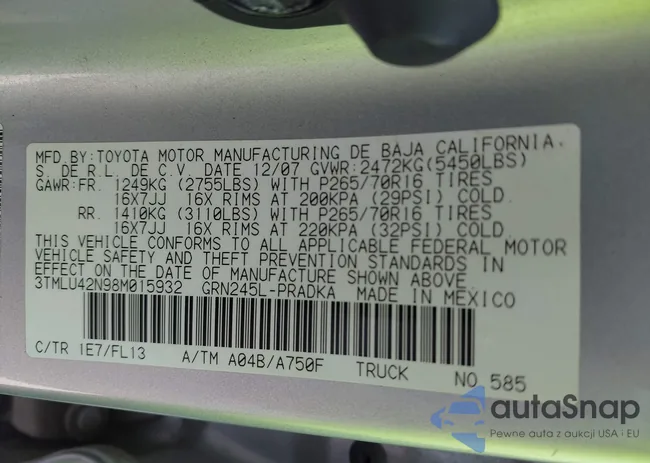 MFD.BY:TOYOTA MOTOR MANUFACTURING DE BAJA CALIFORNIA.
S. DE R.L. DE C.V. DATE 12/07 GVWR:2472KG(5450LBS)
GAWR:FR. 1249KG (2755LBS) WITH P265/70R16 TIRES
16X7JJ 16X RIMS AT 200KPA (29PSI) COLD.
RR. 1410KG (3110LBS) WITH P265/70R16 TIRES
16X7JJ 16X RIMS AT 220KPA (32PSI) COLD.
THIS VEHICLE CONFORMS TO ALL APPLICABLE FEDERAL MOTOR
VEHICLE SAFETY AND THEFT PREVENTION STANDARDS IN
EFFECT ON THE DATE OF MANUFACTURE SHOWN ABOVE.
3TMLU42N98M015932 GRN245L-PRADKA MADE IN MEXICO
C/TR 1E7/FL13 A/TM A04B/A750F TRUCK NO.585
autaSnap
Pewne auta z aukcji USA i EU